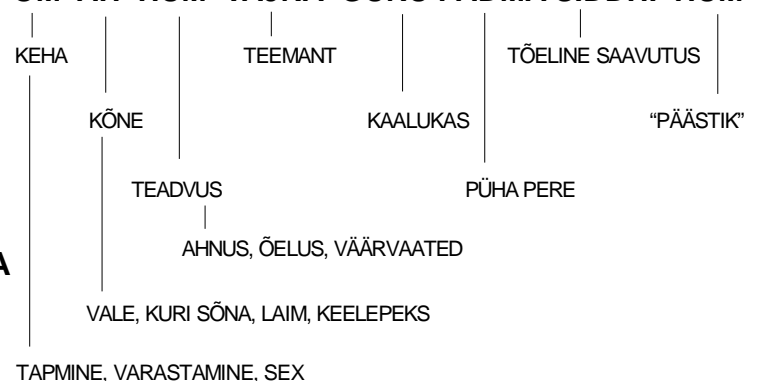 KEHA TEEMANT TÕELINE SAAVUTUS
KÕNE KAALUKAS “PÄÄSTIK”
TEADVUS PÜHA PERE
AHNUS, ÕELUS, VÄÄRVAATED
A
VALE, KURI SÕNA, LAIM, KEELEPEKS
TAPMINE, VARASTAMINE, SEX